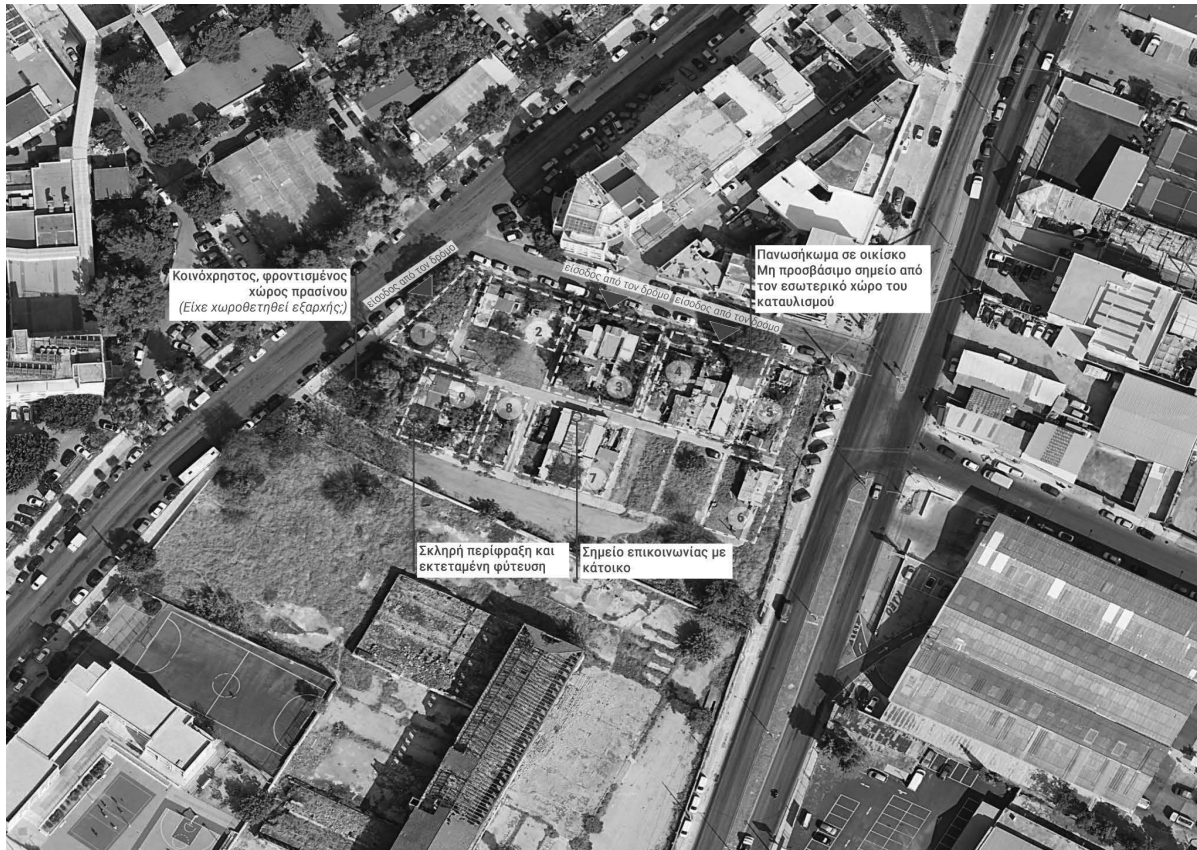 είσοδος από τον δρόμο
Κοινόχρηστος, φροντισμένος
χώρος πρασίνου
(Είχε χωροθετηθεί εξαρχής;)
είσοδος από τον δρόμο
είσοδος από τον δρόμο
Πανωσήκωμα σε οικίσκο
Μη προσβάσιμο σημείο από
τον εσωτερικό χώρο του
καταυλισμού
1
2
3
4
5
9
8
7
6
Σκληρή περίφραξη και
εκτεταμένη φύτευση
Σημείο επικοινωνίας με
κάτοικο